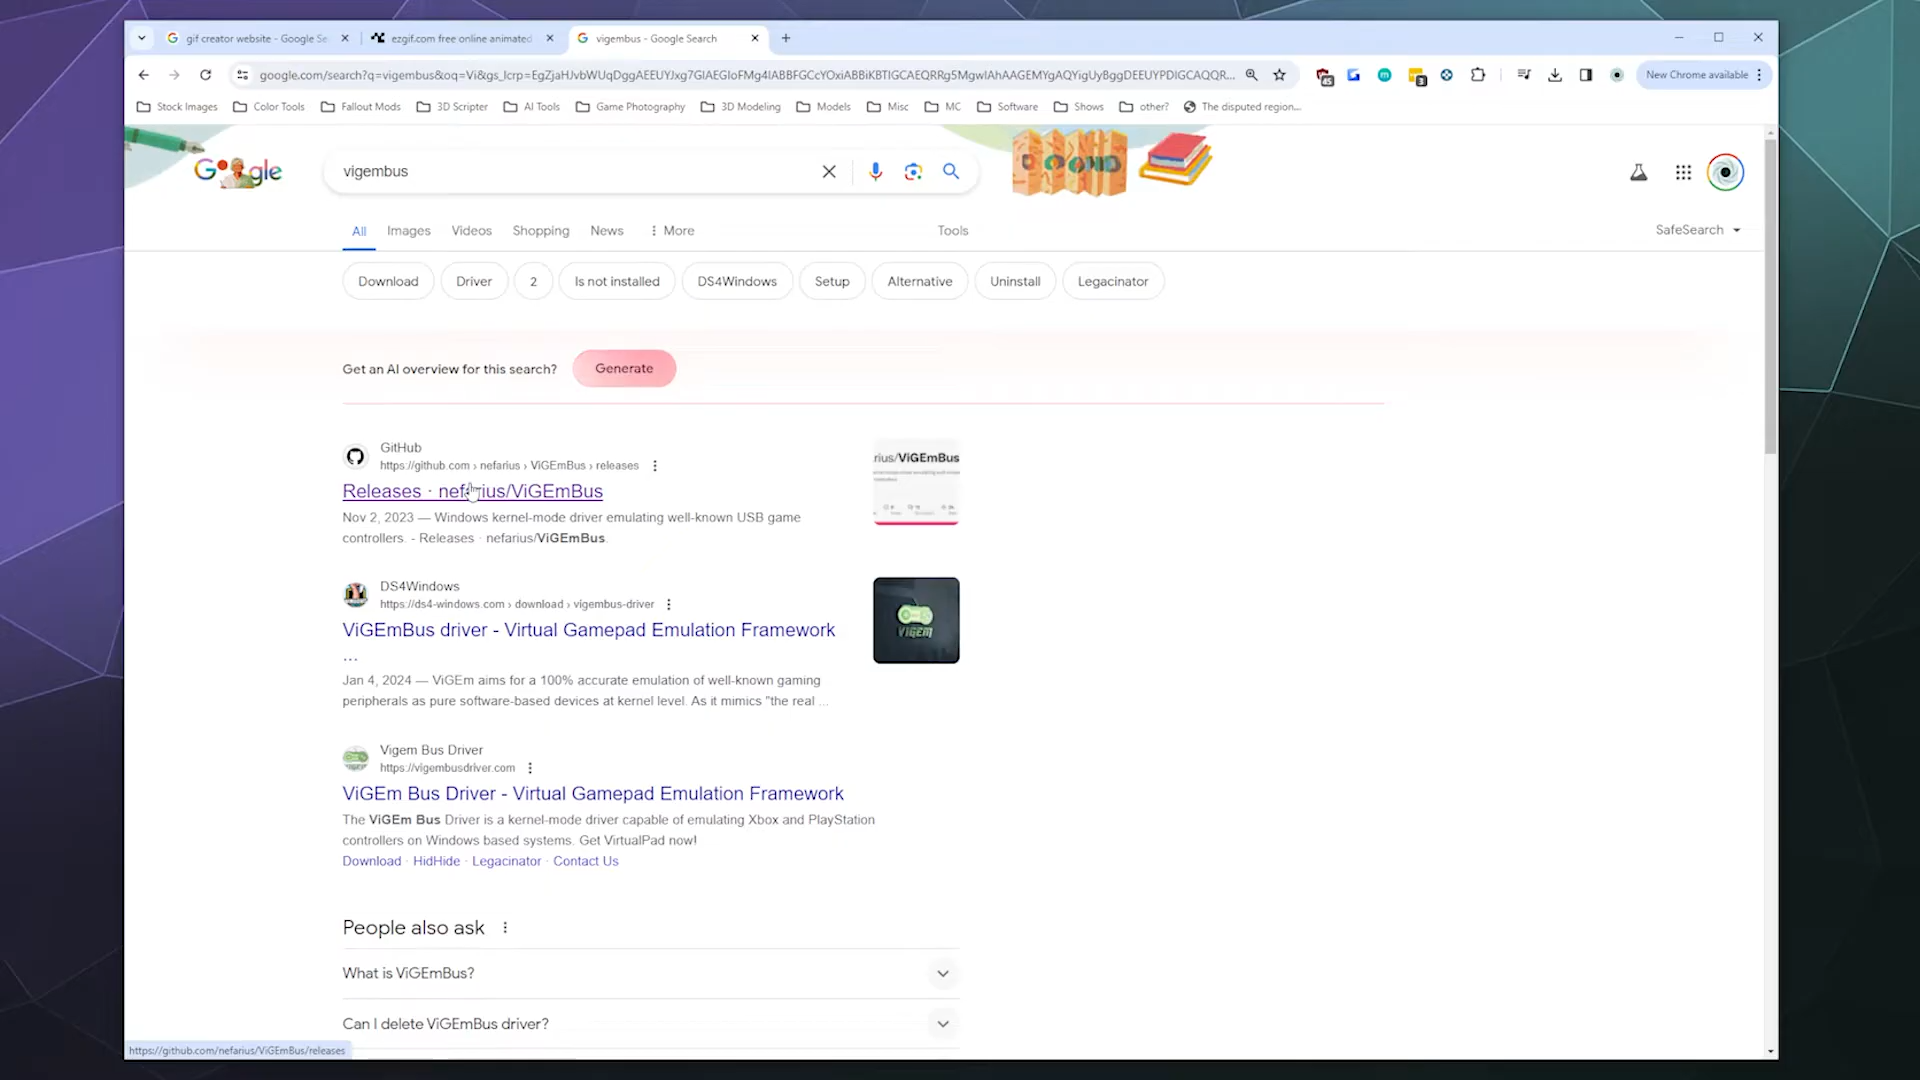 gif creator website - Google Se
ezgif.com free online animated
vigembus - Google Search
google.com/search?q=vigembus&oq=Vi&gs_lcrp=EgZjaHJvbWUqDggAEEUYJxg7GIAEGIoFMg4IABBFGCcYOxiABBiKBTIGCAEQRRg5MgwIAhAAGEMYgAQYigUyBggDEEUYPDIGCAQQR...
New Chrome available
Stock Images
Color Tools
Fallout Mods
3D Scripter
AI Tools
Game Photography
3D Modeling
Models
Misc
MC
Software
Shows
other?
The disputed region...
Google
vigembus
All
Images
Videos
Shopping
News
More
Tools
SafeSearch
Download
Driver
2
Is not installed
DS4Windows
Setup
Alternative
Uninstall
Legacinator
Get an AI overview for this search?
Generate
GitHub
https://github.com › nefarius › ViGEmBus › releases
Releases · nefarius/ViGEmBus
Nov 2, 2023 — Windows kernel-mode driver emulating well-known USB game
controllers. - Releases · nefarius/ViGEmBus.
rius/ViGEmBus
DS4Windows
https://ds4-windows.com › download › vigembus-driver
ViGEmBus driver - Virtual Gamepad Emulation Framework
...
Jan 4, 2024 — ViGEm aims for a 100% accurate emulation of well-known gaming
peripherals as pure software-based devices at kernel level. As it mimics "the real ...
VIGEM
Vigem Bus Driver
https://vigembusdriver.com
ViGEm Bus Driver - Virtual Gamepad Emulation Framework
The ViGEm Bus Driver is a kernel-mode driver capable of emulating Xbox and PlayStation
controllers on Windows based systems. Get VirtualPad now!
Download · HidHide · Legacinator · Contact Us
People also ask
What is ViGEmBus?
Can I delete ViGEmBus driver?
https://github.com/nefarius/ViGEmBus/releases